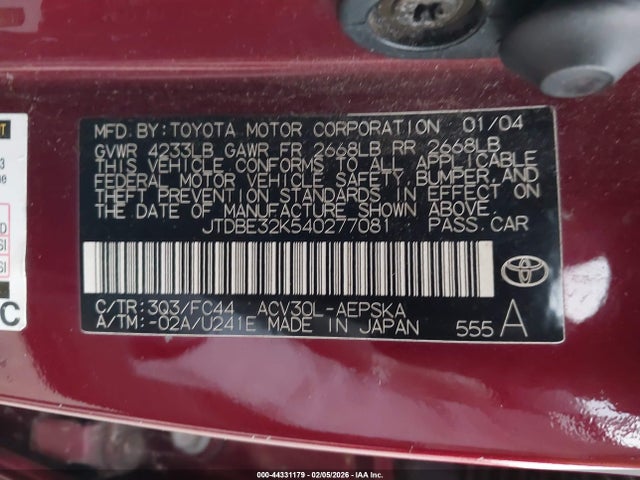 MFD.BY:TOYOTA MOTOR CORPORATION 01/04
GVWR 4233LB GAWR FR 2668LB RR 2668LB
THIS VEHICLE CONFORMS TO ALL APPLICABLE
FEDERAL MOTOR VEHICLE SAFETY, BUMPER, AND
THEFT PREVENTION STANDARDS IN EFFECT ON
THE DATE OF MANUFACTURE SHOWN ABOVE.
JTDBE32K540277081 PASS.CAR
C/TR:3Q3/FC44 ACV30L-AEPSKA
A/TM:-02A/U241E MADE IN JAPAN 555 A
TOYOTA
C
000-44331179 - 02/05/2026 - IAA Inc.